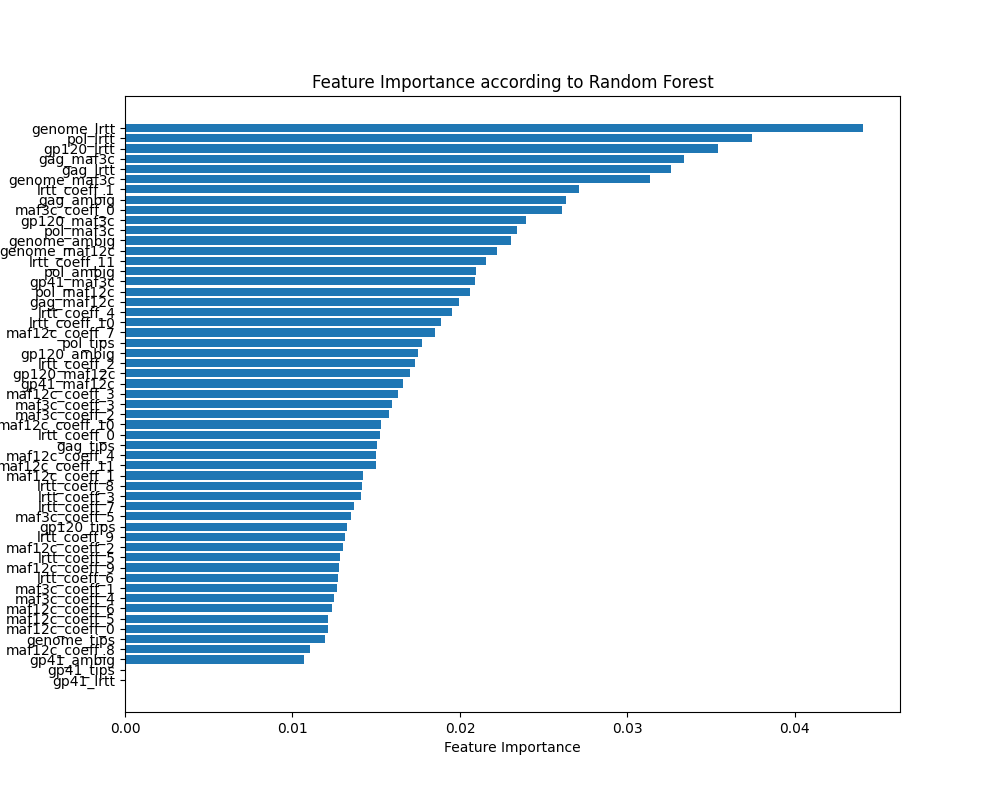 Feature Importance according to Random Forest
genome_lrtt
pol_lrtt
gp120_lrtt
gag_maf3c
gag_lrtt
genome_maf3c
lrtt_coeff_1
gag_ambig
maf3c_coeff_0
gp120_maf3c
pol_maf3c
genome_ambig
genome_maf12c
lrtt_coeff_11
pol_ambig
gp41_maf3c
pol_maf12c
gag_maf12c
lrtt_coeff_4
lrtt_coeff_10
maf12c_coeff_7
pol_tips
gp120_ambig
lrtt_coeff_2
gp120_maf12c
gp41_maf12c
maf12c_coeff_3
maf3c_coeff_3
maf3c_coeff_2
maf12c_coeff_10
lrtt_coeff_0
gag_tips
maf12c_coeff_4
maf12c_coeff_11
maf12c_coeff_1
lrtt_coeff_8
lrtt_coeff_3
lrtt_coeff_7
maf3c_coeff_5
gp120_tips
lrtt_coeff_9
maf12c_coeff_2
lrtt_coeff_5
maf12c_coeff_9
lrtt_coeff_6
maf3c_coeff_1
maf3c_coeff_4
maf12c_coeff_6
maf12c_coeff_5
maf12c_coeff_0
genome_tips
maf12c_coeff_8
gp41_ambig
gp41_tips
gp41_lrtt
0.00 0.01 0.02 0.03 0.04
Feature Importance